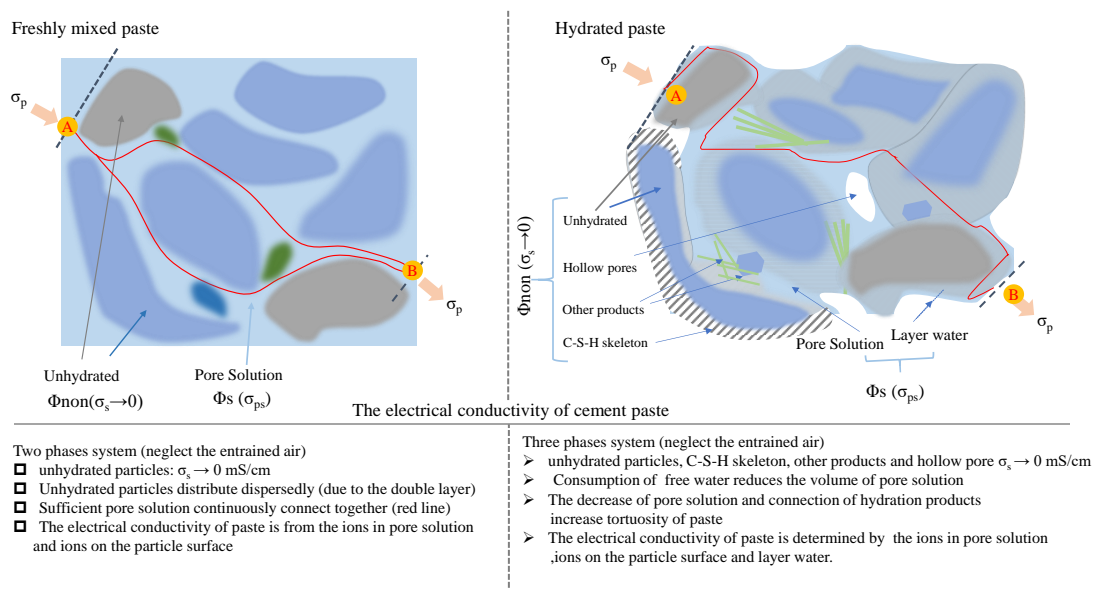 Freshly mixed paste
σp
A
B
σp
Unhydrated
Φnon(σs→0)
Pore Solution
Φs (σps)
Hydrated paste
σp
A
Φnon (σs→0)
Unhydrated
Hollow pores
Other products
C-S-H skeleton
Pore Solution
Layer water
B
σp
Φs (σps)
The electrical conductivity of cement paste
Two phases system (neglect the entrained air)
unhydrated particles: σs → 0 mS/cm
Unhydrated particles distribute dispersedly (due to the double layer)
Sufficient pore solution continuously connect together (red line)
The electrical conductivity of paste is from the ions in pore solution
and ions on the particle surface
Three phases system (neglect the entrained air)
unhydrated particles, C-S-H skeleton, other products and hollow pore σs → 0 mS/cm
Consumption of free water reduces the volume of pore solution
The decrease of pore solution and connection of hydration products
increase tortuosity of paste
The electrical conductivity of paste is determined by the ions in pore solution
,ions on the particle surface and layer water.